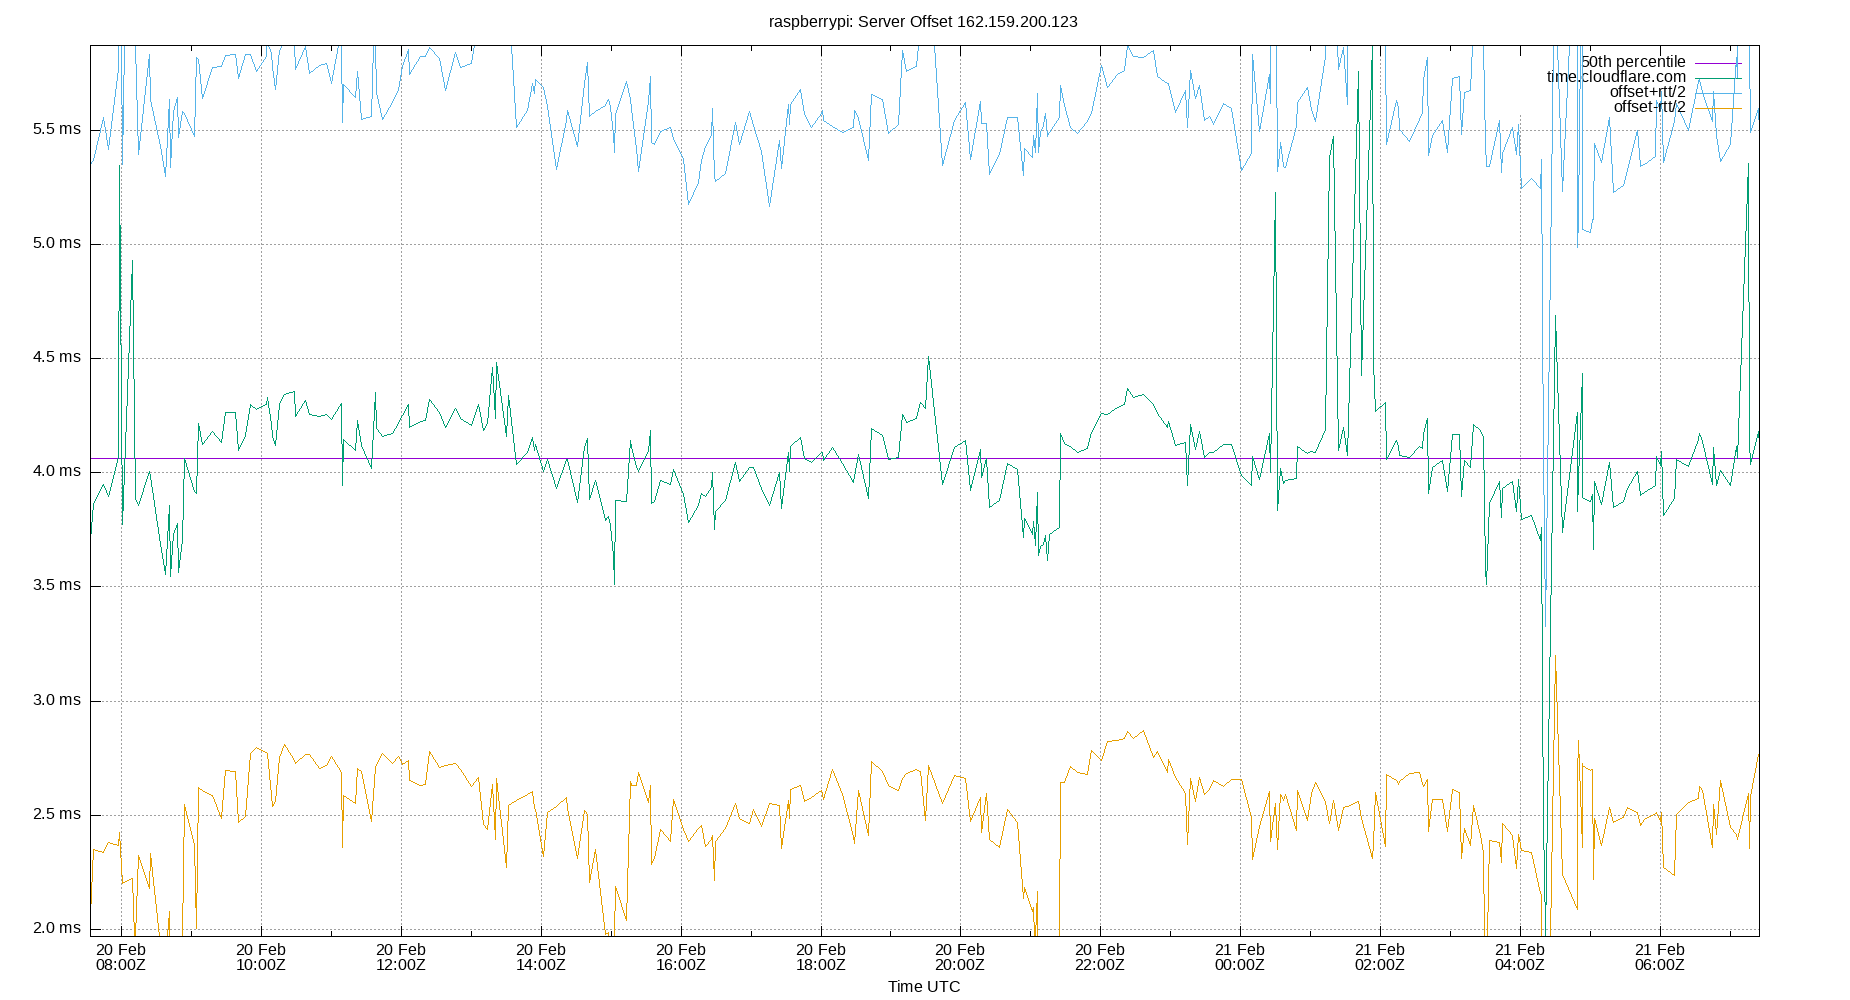 raspberrypi: Server Offset 162.159.200.123
50th percentile
time.cloudflare.com
offset+rtt/2
offset-rtt/2
5.5 ms
5.0 ms
4.5 ms
4.0 ms
3.5 ms
3.0 ms
2.5 ms
2.0 ms
20 Feb 20 Feb 20 Feb 20 Feb 20 Feb 20 Feb 20 Feb 20 Feb 21 Feb 21 Feb 21 Feb 21 Feb
08:00Z 10:00Z 12:00Z 14:00Z 16:00Z 18:00Z 20:00Z 22:00Z 00:00Z 02:00Z 04:00Z 06:00Z
Time UTC